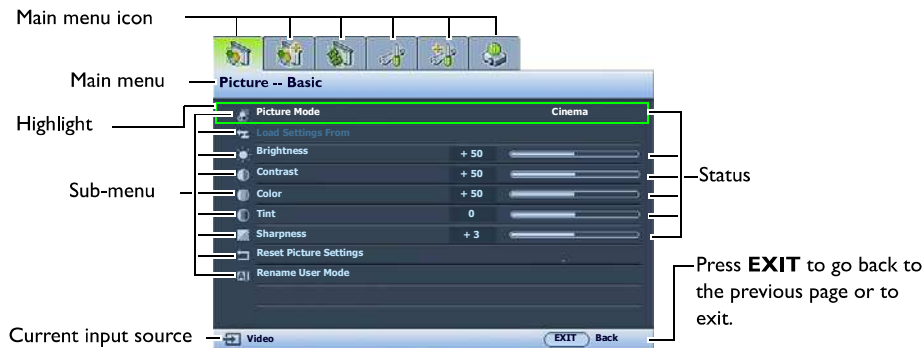 Main menu icon
Main menu
Picture -- Basic
Highlight
Picture Mode Cinema
Load Settings From
Brightness + 50
Contrast + 50
Sub-menu
Status
Color + 50
Tint 0
Sharpness + 3
Reset Picture Settings
Rename User Mode
Press EXIT to go back to
the previous page or to
exit.
Current input source
Video
EXIT Back